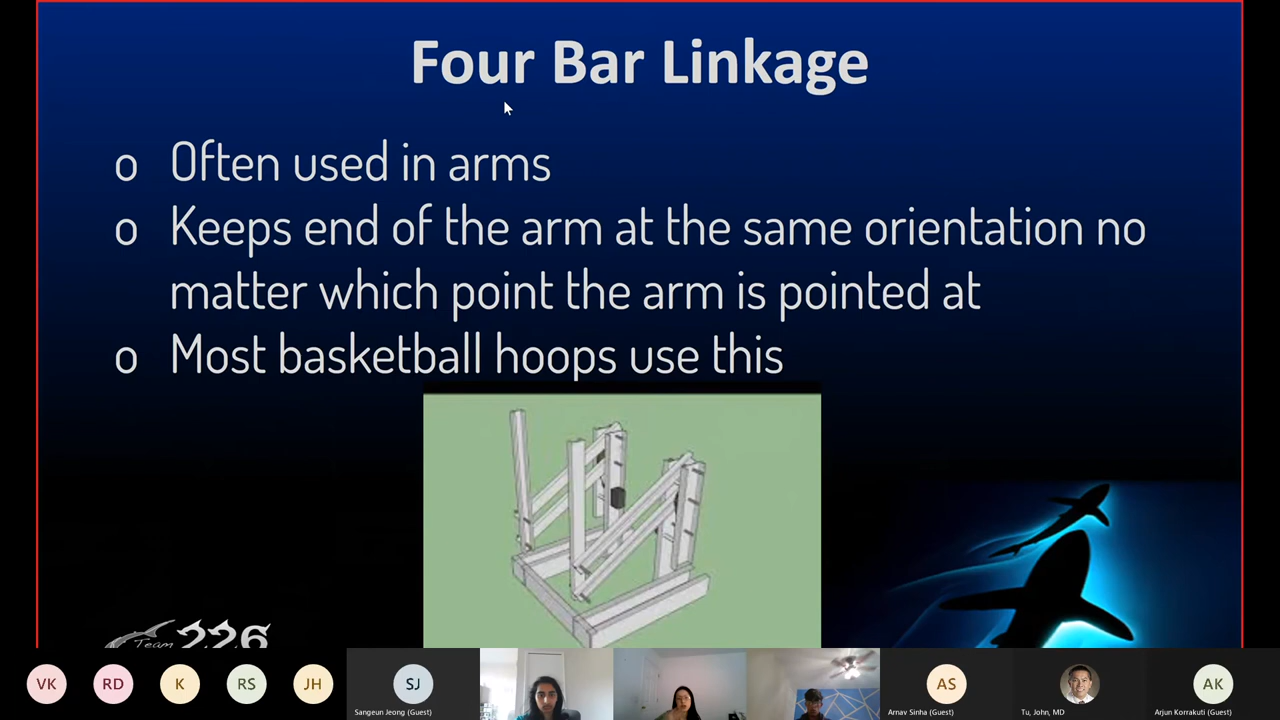 Four Bar Linkage
o Often used in arms
o Keeps end of the arm at the same orientation no
matter which point the arm is pointed at
o Most basketball hoops use this
Team 226
VK RD K RS JH SJ AS AK
Sangeun Jeong (Guest) Arnav Sinha (Guest) Tu, John, MD Arjun Korrakuti (Guest)